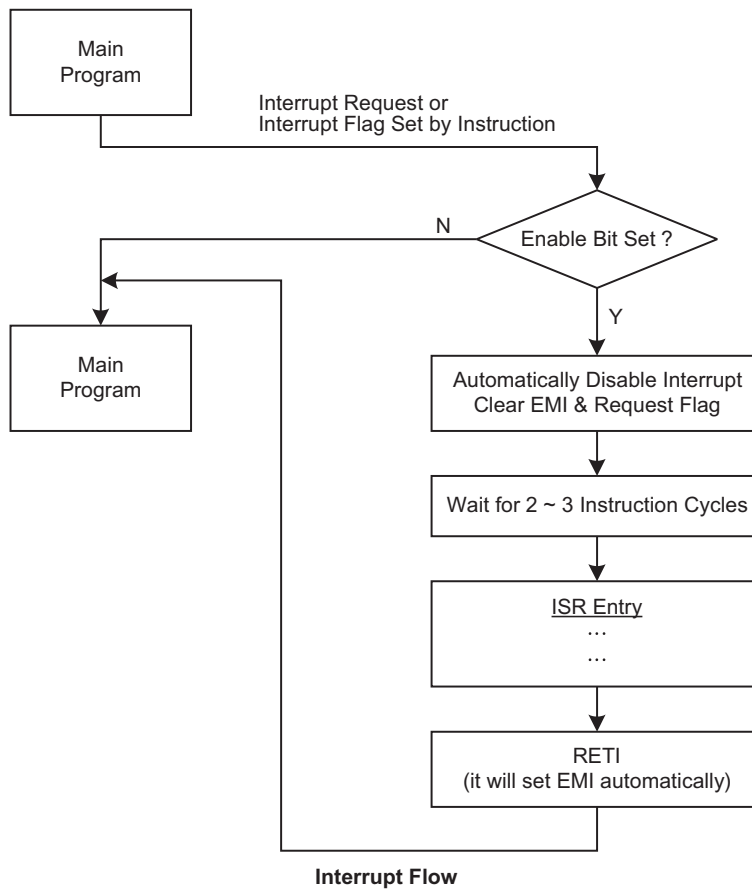 Main
Program
Interrupt Request or
Interrupt Flag Set by Instruction
Enable Bit Set ?
N
Y
Main
Program
Automatically Disable Interrupt
Clear EMI & Request Flag
Wait for 2 ~ 3 Instruction Cycles
ISR Entry
...
...
RETI
(it will set EMI automatically)
Interrupt Flow